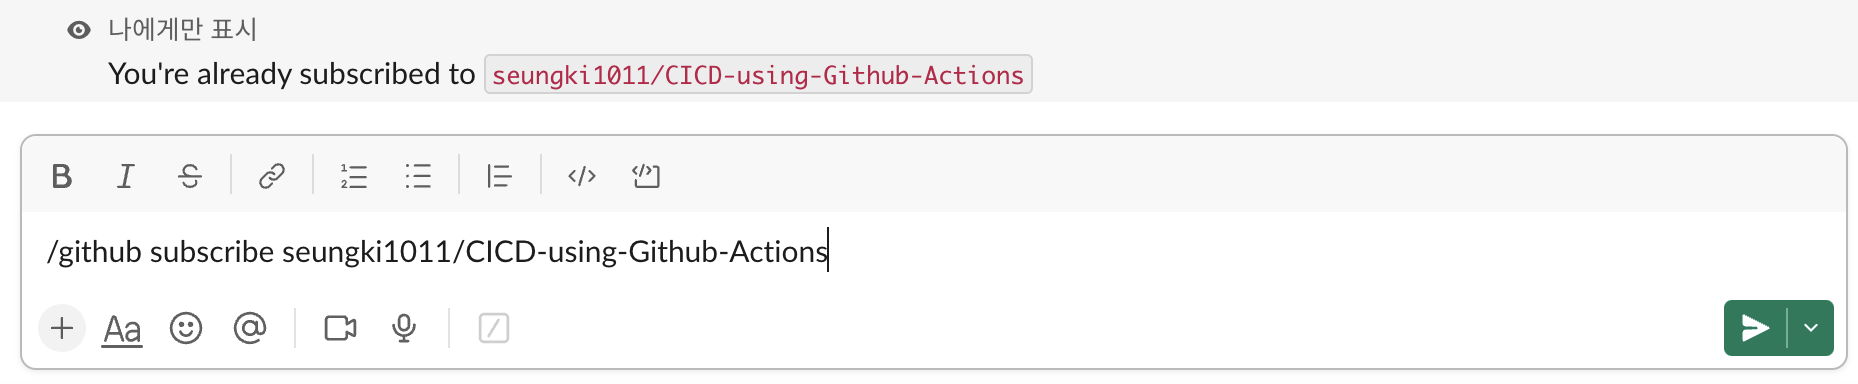 나에게만 표시
You're already subscribed to seungki1011/CICD-using-Github-Actions
B I S
/github subscribe seungki1011/CICD-using-Github-Actions
Aa